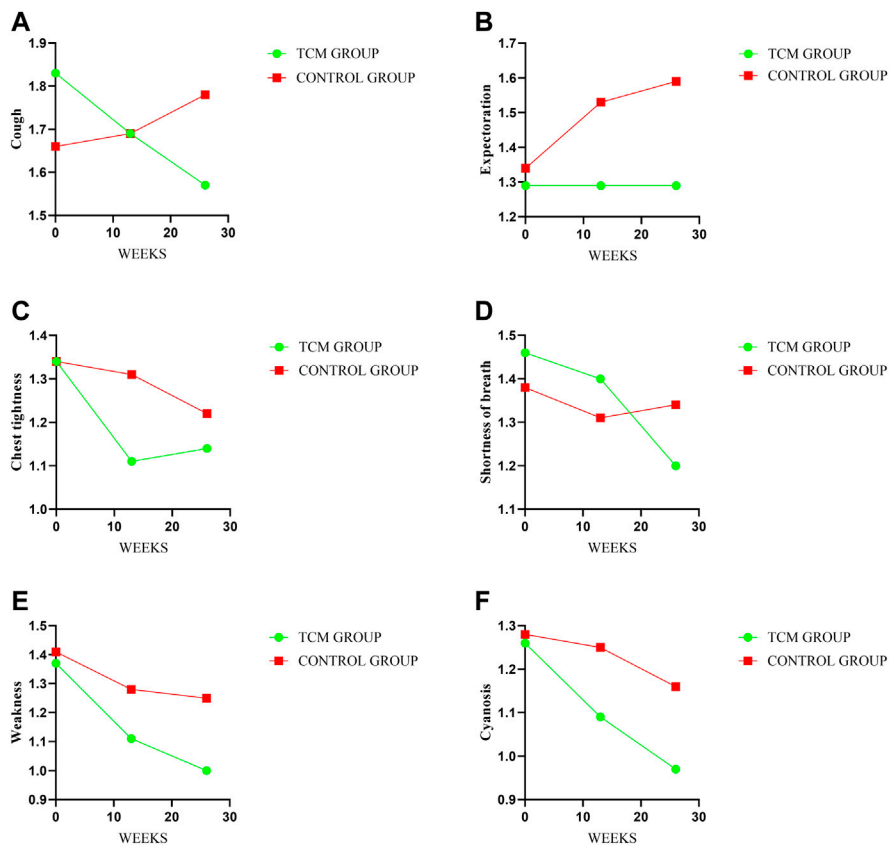 A
Cough
1.9
1.8
1.7
1.6
1.5
0 10 20 30
WEEKS
TCM GROUP
CONTROL GROUP
B
Expectoration
1.7
1.6
1.5
1.4
1.3
1.2
0 10 20 30
WEEKS
TCM GROUP
CONTROL GROUP
C
Chest tightness
1.4
1.3
1.2
1.1
1.0
0 10 20 30
WEEKS
TCM GROUP
CONTROL GROUP
D
Shortness of breath
1.5
1.4
1.3
1.2
1.1
0 10 20 30
WEEKS
TCM GROUP
CONTROL GROUP
E
Weakness
1.5
1.4
1.3
1.2
1.1
1.0
0.9
0 10 20 30
WEEKS
TCM GROUP
CONTROL GROUP
F
Cyanosis
1.3
1.2
1.1
1.0
0.9
0 10 20 30
WEEKS
TCM GROUP
CONTROL GROUP